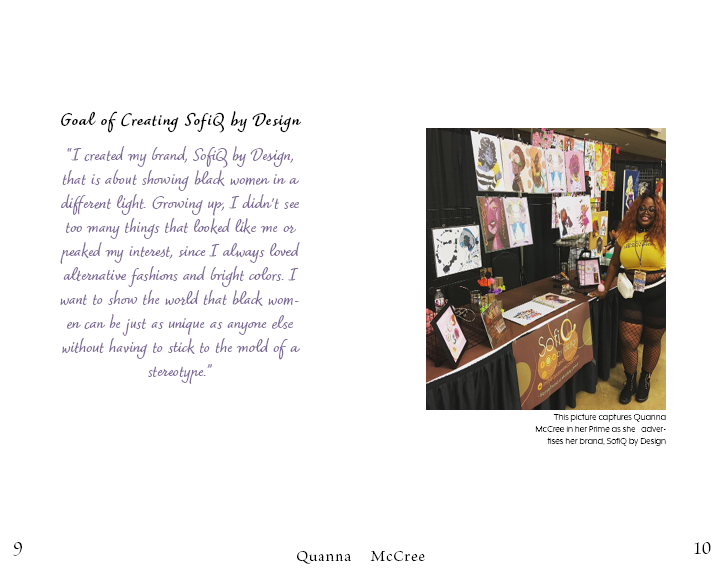 Goal of Creating SofiQ by Design
"I created my brand, SofiQ by Design,
that is about showing black women in a
different light. Growing up, I didn't see
too many things that looked like me or
peaked my interest, since I always loved
alternative fashions and bright colors. I
want to show the world that black wom-
en can be just as unique as anyone else
without having to stick to the mold of a
stereotype."
SofiQ
This picture captures Quanna
McCree in her Prime as she adver-
tises her brand, SofiQ by Design
9
Quanna McCree
10